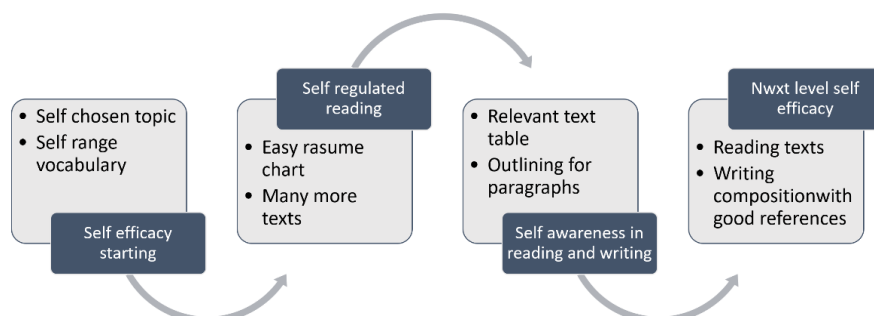 Self chosen topic
Self range
vocabulary
Self efficacy
starting
Self regulated
reading
Easy rasume
chart
Many more
texts
Relevant text
table
Outlining for
paragraphs
Self awareness in
reading and writing
Nwxt level self
efficacy
Reading texts
Writing
compositionwith
good references